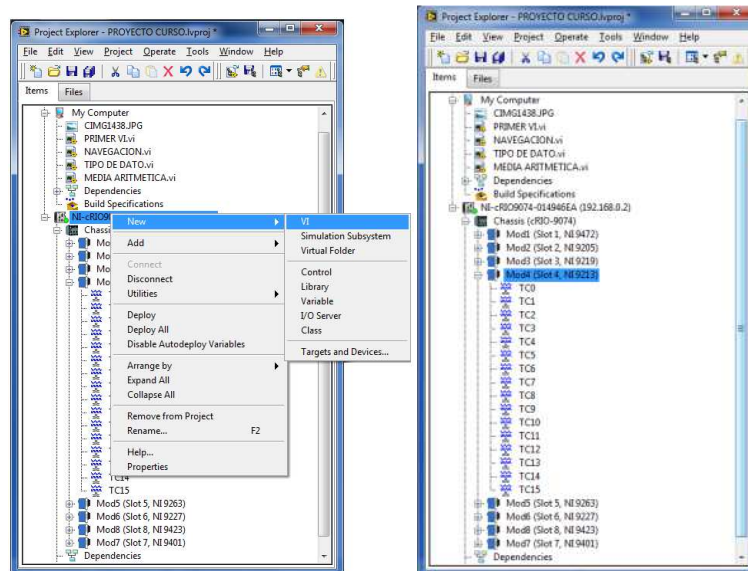 Project Explorer - PROYECTO CURSO.lvproj *
File Edit View Project Operate Tools Window Help
Items Files
My Computer
CIMG1438.JPG
PRIMER VI.vi
NAVEGACION.vi
TIPO DE DATO.vi
MEDIA ARITMETICA.vi
Dependencies
Build Specifications
NI-cRIO9
Chassi
Mo
Mo
Mo
Mo
New
Add
Connect
Disconnect
Utilities
Deploy
Deploy All
Disable Autodeploy Variables
Arrange by
Expand All
Collapse All
Remove from Project
Rename... F2
Help...
Properties
VI
Simulation Subsystem
Virtual Folder
Control
Library
Variable
I/O Server
Class
Targets and Devices...
TC14
TC15
Mod5 (Slot 5, NI 9263)
Mod6 (Slot 6, NI 9227)
Mod8 (Slot 8, NI 9423)
Mod7 (Slot 7, NI 9401)
Dependencies
Project Explorer - PROYECTO CURSO.lvproj *
File Edit View Project Operate Tools Window Help
Items Files
My Computer
CIMG1438.JPG
PRIMER VI.vi
NAVEGACION.vi
TIPO DE DATO.vi
MEDIA ARITMETICA.vi
Dependencies
Build Specifications
NI-cRIO9074-014946EA (192.168.0.2)
Chassis (cRIO-9074)
Mod1 (Slot 1, NI 9472)
Mod2 (Slot 2, NI 9205)
Mod3 (Slot 3, NI 9219)
Mod4 (Slot 4, NI 9213)
TC0
TC1
TC2
TC3
TC4
TC5
TC6
TC7
TC8
TC9
TC10
TC11
TC12
TC13
TC14
TC15
Mod5 (Slot 5, NI 9263)
Mod6 (Slot 6, NI 9227)
Mod8 (Slot 8, NI 9423)
Mod7 (Slot 7, NI 9401)
Dependencies